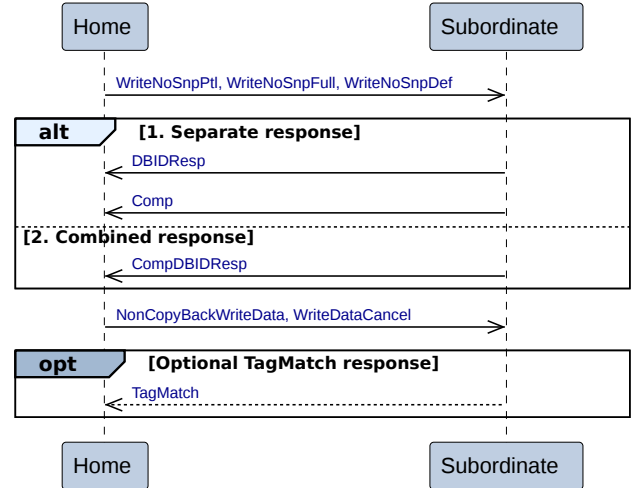 Home Subordinate
WriteNoSnpPtl, WriteNoSnpFull, WriteNoSnpDef
alt [1. Separate response]
DBIDResp
Comp
[2. Combined response]
CompDBIDResp
NonCopyBackWriteData, WriteDataCancel
opt [Optional TagMatch response]
TagMatch
Home Subordinate